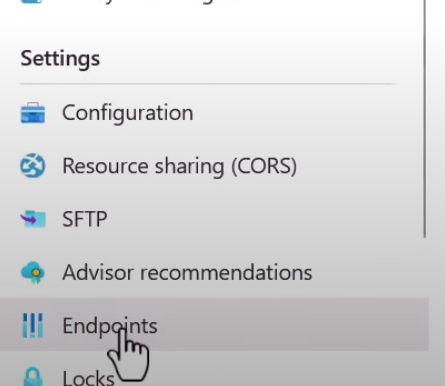 Settings
Configuration
Resource sharing (CORS)
SFTP
Advisor recommendations
Endpoints
Locks